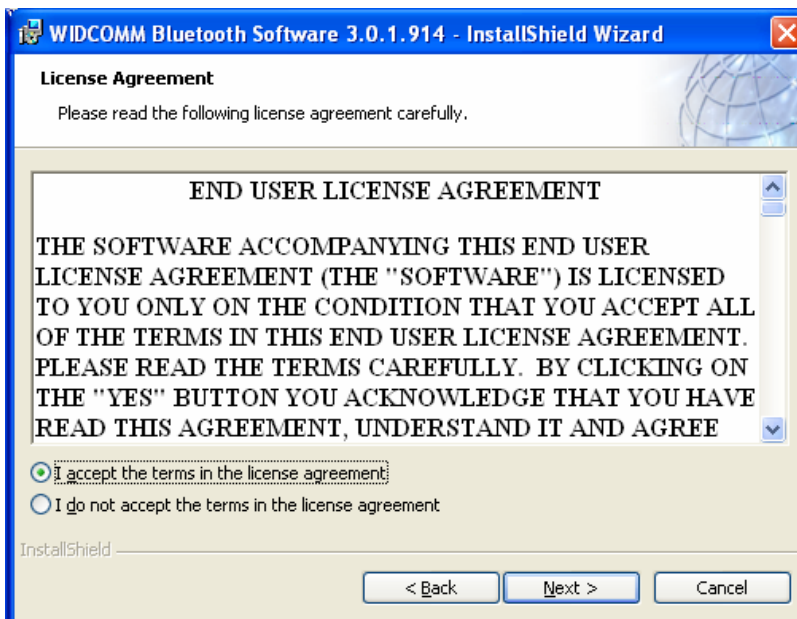 WIDCOMM Bluetooth Software 3.0.1.914 - InstallShield Wizard
License Agreement
Please read the following license agreement carefully.
END USER LICENSE AGREEMENT
THE SOFTWARE ACCOMPANYING THIS END USER
LICENSE AGREEMENT (THE "SOFTWARE") IS LICENSED
TO YOU ONLY ON THE CONDITION THAT YOU ACCEPT ALL
OF THE TERMS IN THIS END USER LICENSE AGREEMENT.
PLEASE READ THE TERMS CAREFULLY.  BY CLICKING ON
THE "YES" BUTTON YOU ACKNOWLEDGE THAT YOU HAVE
READ THIS AGREEMENT, UNDERSTAND IT AND AGREE
I accept the terms in the license agreement
I do not accept the terms in the license agreement
InstallShield
< Back Next > Cancel